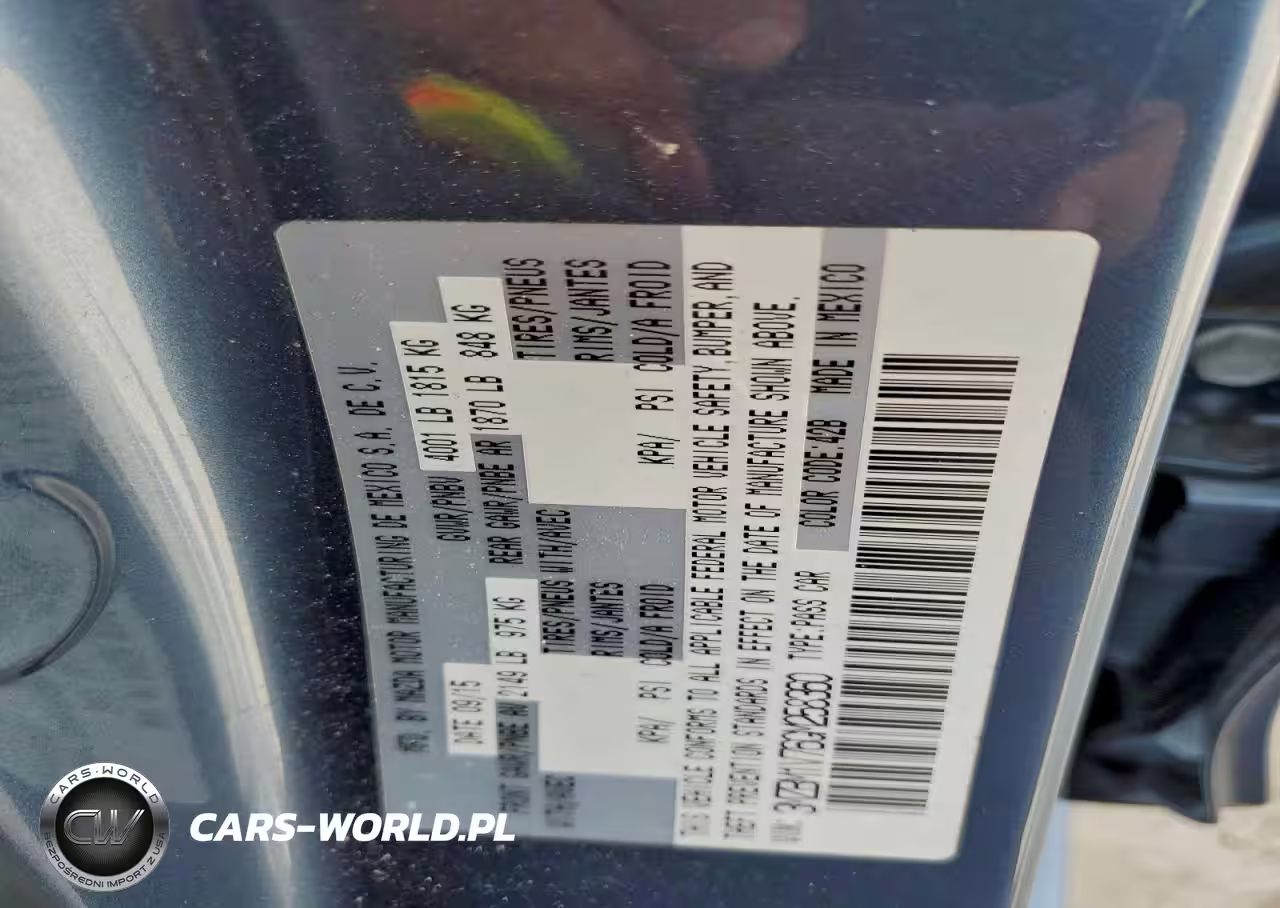 MFD. BY MAZDA MOTOR MANUFACTURING DE MEXICO S.A. DE C.V.
DATE 09/15 GVWR/PNBV 4001 LB 1815 KG
2149 LB 975 KG REAR GAWR/PNBE AR 1870 LB 848 KG
TIRES/PNEUS WITH/AVEC TIRES/PNEUS
RIMS/JANTES RIMS/JANTES
KPA/ PSI COLD/A FROID KPA/ PSI COLD/A FROID
THIS VEHICLE CONFORMS TO ALL APPLICABLE FEDERAL MOTOR VEHICLE SAFETY, BUMPER, AND
THEFT PREVENTION STANDARDS IN EFFECT ON THE DATE OF MANUFACTURE SHOWN ABOVE.
TYPE:PASS CAR COLOR CODE:42B MADE IN MEXICO
CARS-WORLD
CW
BEZPOŚREDNI IMPORT Z USA
CARS-WORLD.PL